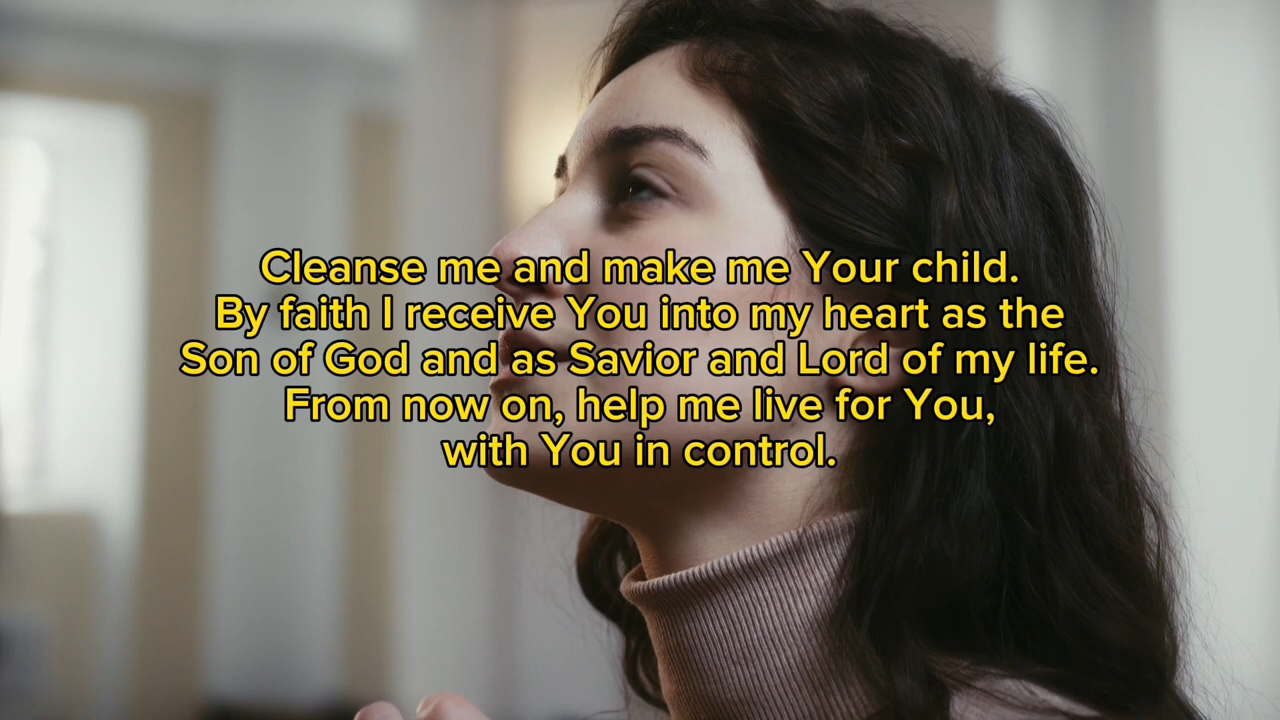 Cleanse me and make me Your child.
By faith I receive You into my heart as the
Son of God and as Savior and Lord of my life.
From now on, help me live for You,
with You in control.